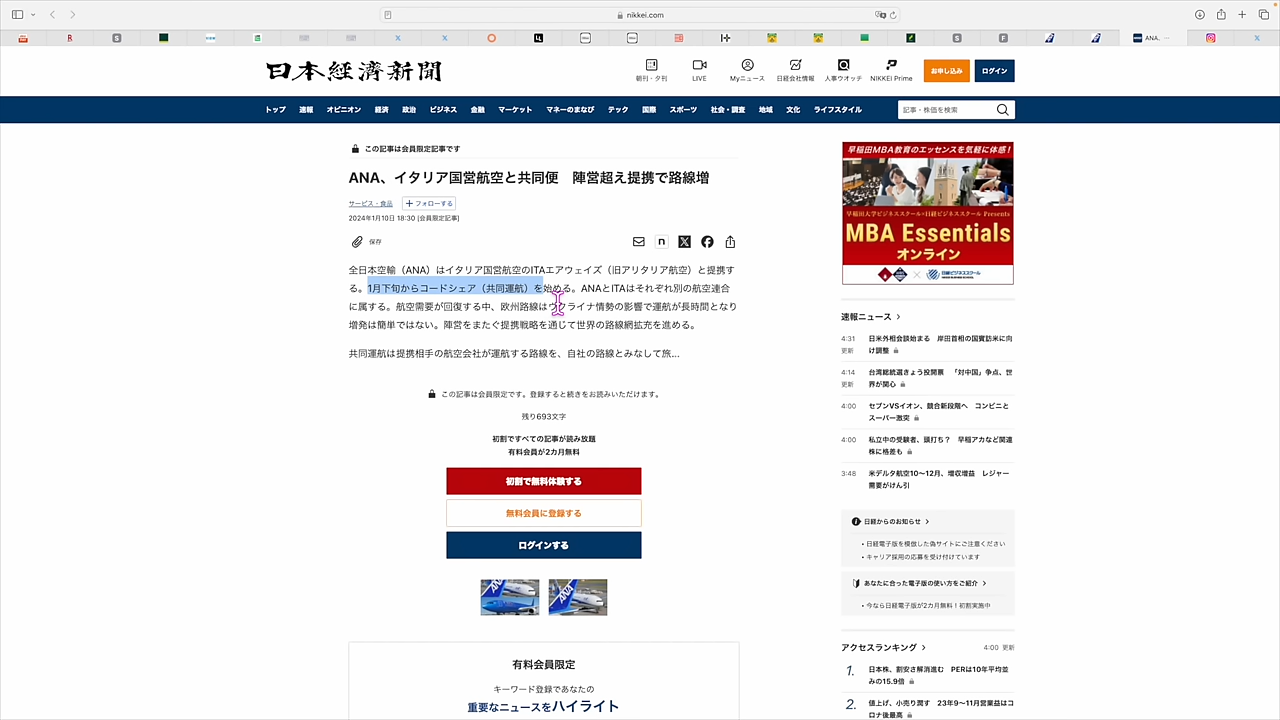 nikkei.com
ANA、…
日本経済新聞
朝刊・夕刊
LIVE
Myニュース
日経会社情報
人事ウオッチ
NIKKEI Prime
お申し込み
ログイン
トップ
速報
オピニオン
経済
政治
ビジネス
金融
マーケット
マネーのまなび
テック
国際
スポーツ
社会・調査
地域
文化
ライフスタイル
記事・株価を検索
この記事は会員限定記事です
ANA、イタリア国営航空と共同便　陣営超え提携で路線増
サービス・食品
＋フォローする
2024年1月10日 18:30 [会員限定記事]
保存
全日本空輸（ANA）はイタリア国営航空のITAエアウェイズ（旧アリタリア航空）と提携す
る。1月下旬からコードシェア（共同運航）を始める。ANAとITAはそれぞれ別の航空連合
に属する。航空需要が回復する中、欧州路線はウクライナ情勢の影響で運航が長時間となり
増発は簡単ではない。陣営をまたぐ提携戦略を通じて世界の路線網拡充を進める。
共同運航は提携相手の航空会社が運航する路線を、自社の路線とみなして旅...
この記事は会員限定です。登録すると続きをお読みいただけます。
残り693文字
初割ですべての記事が読み放題
有料会員が2カ月無料
初割で無料体験する
無料会員に登録する
ログインする
有料会員限定
キーワード登録であなたの
重要なニュースをハイライト
早稲田MBA教育のエッセンスを気軽に体感！
早稲田大学ビジネススクール・日経ビジネススクール Presents
MBA Essentials
オンライン
日経ビジネススクール
速報ニュース
4:31
更新
日米外相会談始まる　岸田首相の国賓訪米に向
け調整
4:14
更新
台湾総統選きょう投開票　「対中国」争点、世
界が関心
4:00
セブンVSイオン、競合新段階へ　コンビニと
スーパー激突
4:00
私立中の受験者、頭打ち？　早稲アカなど関連
株に格差も
3:48
米デルタ航空10〜12月、増収増益　レジャー
需要がけん引
日経からのお知らせ
・日経電子版を模倣した偽サイトにご注意ください
・キャリア採用の応募を受け付けています
あなたに合った電子版の使い方をご紹介
・今なら日経電子版が2カ月無料！初割実施中
アクセスランキング
4:00 更新
1.
日本株、割安さ解消進む　PERは10年平均並
みの15.9倍
2.
値上げ、小売り潤す　23年9〜11月営業益はコ
ロナ後最高